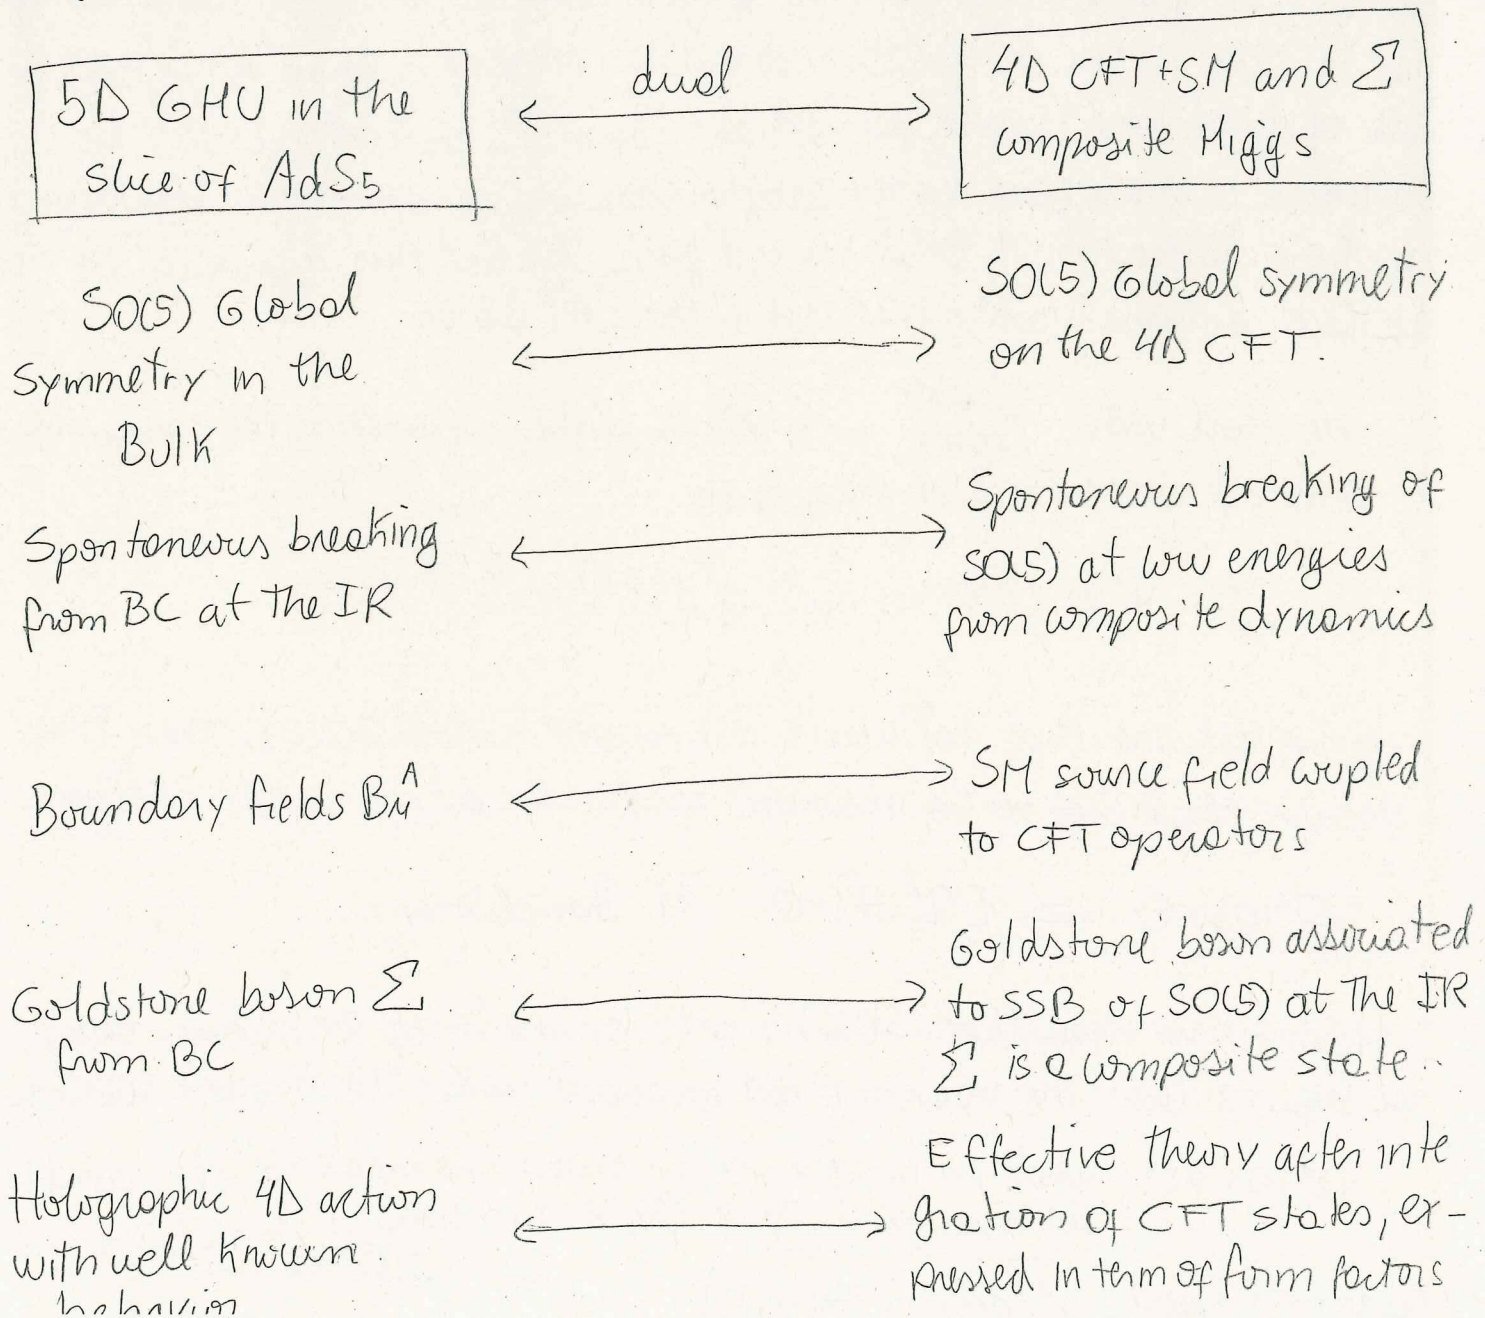 5D GHU in the
slice of AdS5
dual
4D CFT+SM and Σ
composite Higgs
SO(5) Global
Symmetry in the
Bulk
SO(5) Global symmetry
on the 4D CFT.
Spontaneous breaking
from BC at the IR
Spontaneous breaking of
SO(5) at low energies
from composite dynamics
Boundary fields Bμ^A
SM source field coupled
to CFT operators
Goldstone boson Σ
from BC
Goldstone boson associated
to SSB of SO(5) at the IR
Σ is a composite state..
Holographic 4D action
with well known
behavior
Effective theory after inte
gration of CFT states, ex-
pressed in term of form factors